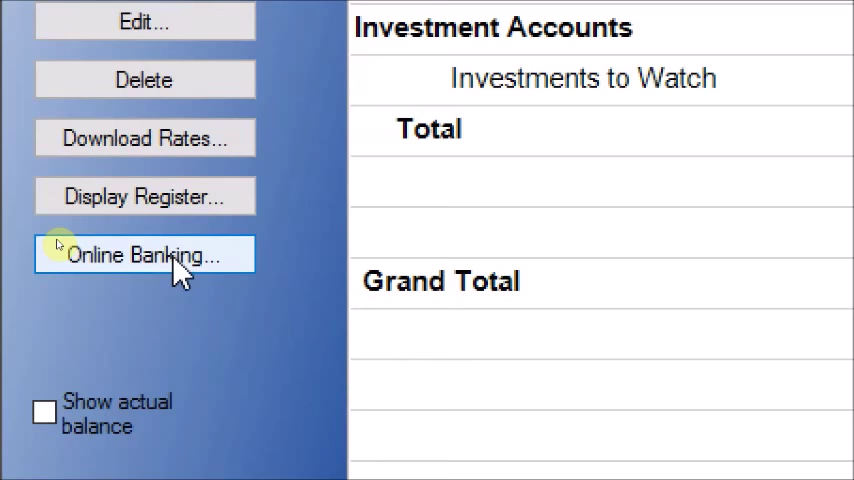 Edit...
Delete
Download Rates...
Display Register...
Online Banking...
Show actual
balance
Investment Accounts
Investments to Watch
Total
Grand Total